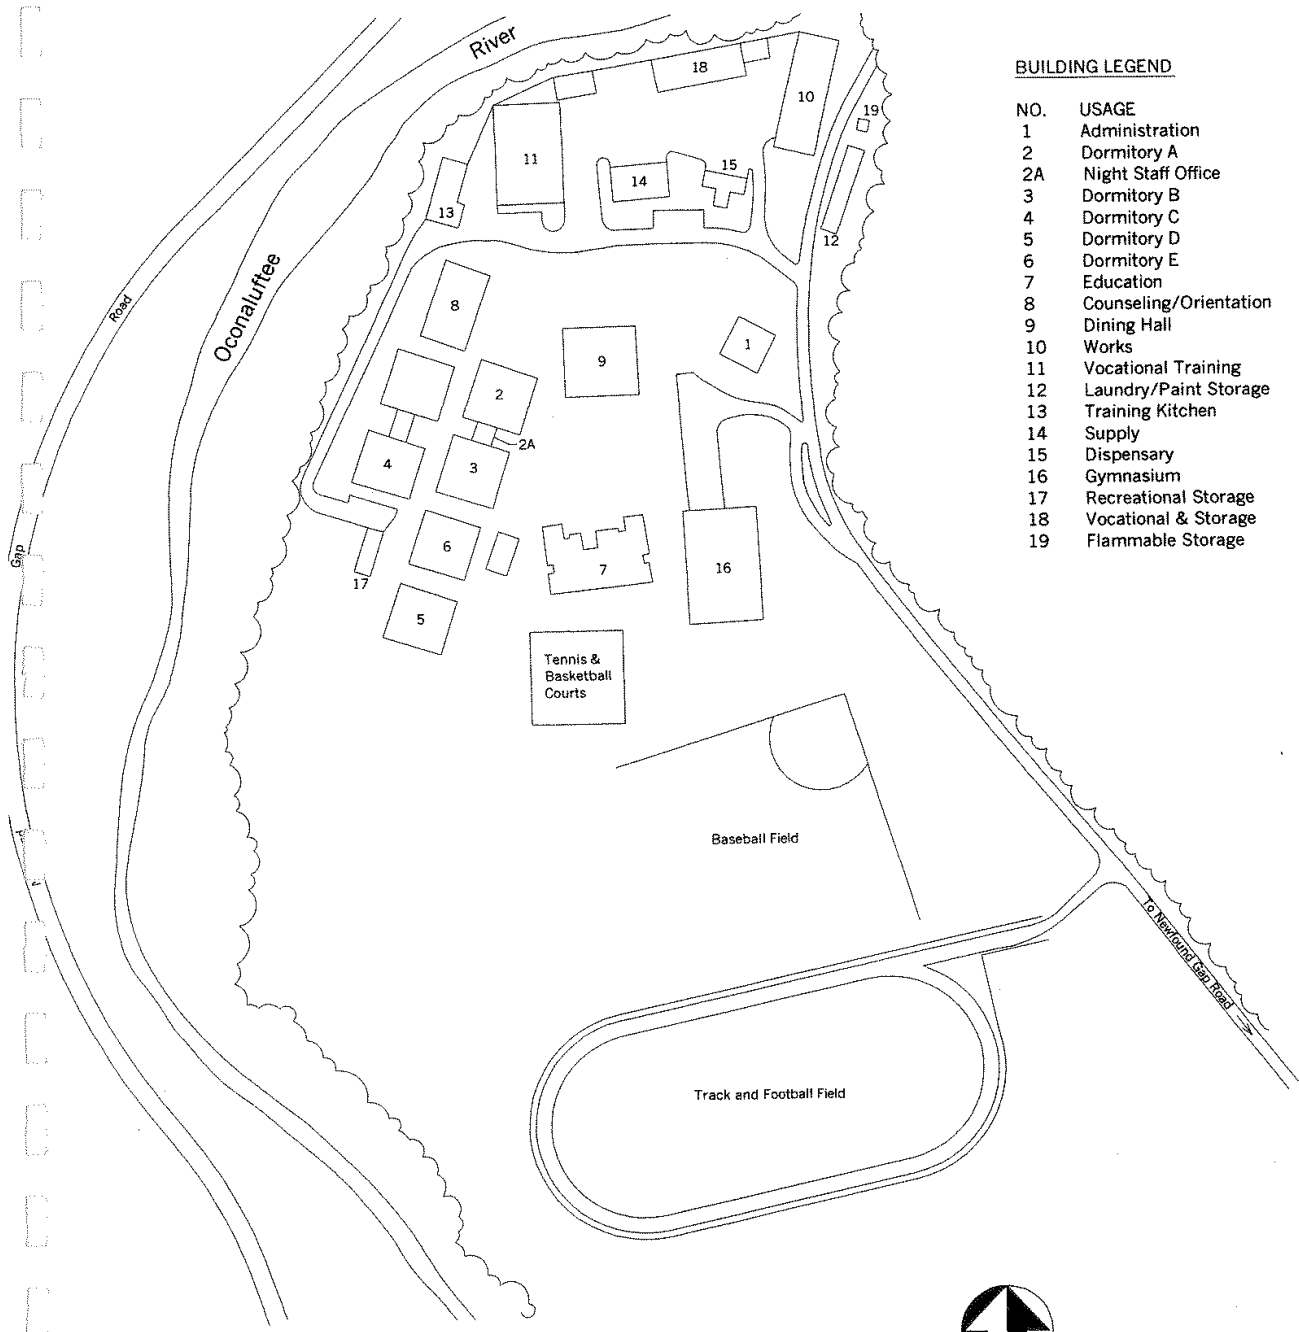 River
Oconaluftee
Road
Gap
BUILDING LEGEND
NO. USAGE
1 Administration
2 Dormitory A
2A Night Staff Office
3 Dormitory B
4 Dormitory C
5 Dormitory D
6 Dormitory E
7 Education
8 Counseling/Orientation
9 Dining Hall
10 Works
11 Vocational Training
12 Laundry/Paint Storage
13 Training Kitchen
14 Supply
15 Dispensary
16 Gymnasium
17 Recreational Storage
18 Vocational & Storage
19 Flammable Storage
18
10
19
11
15
14
13
12
8
1
9
2
2A
4
3
6
7
16
17
5
Tennis &
Basketball
Courts
Baseball Field
To Newfound Gap Road
Track and Football Field